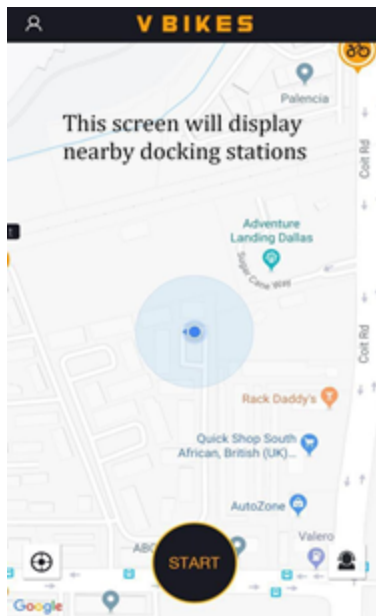 V BIKES
Palencia
This screen will display
nearby docking stations
Coit Rd
Adventure
Landing Dallas
Sugar Cane Way
Coit Rd
Rack Daddy's
Quick Shop South
African, British (UK)...
AutoZone
Valero
ABC
START
Google